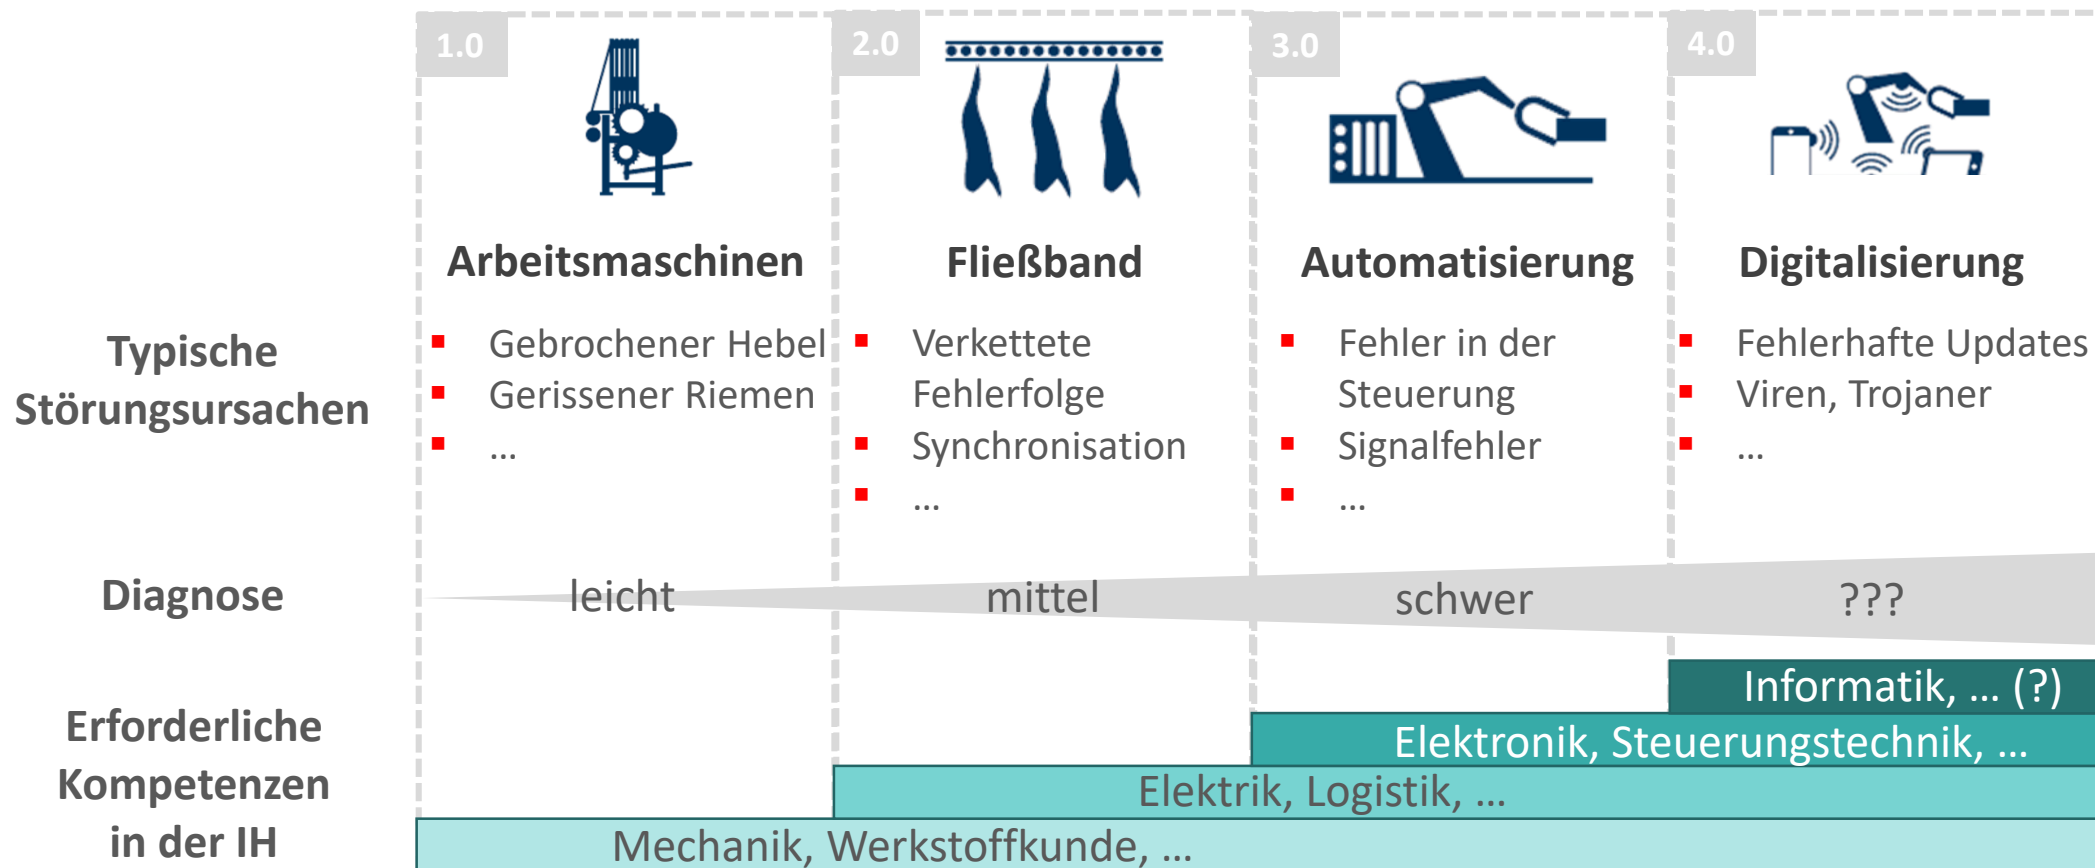 1.0
2.0
3.0
4.0
Arbeitsmaschinen
Fließband
Automatisierung
Digitalisierung
Typische
Störungsursachen
Gebrochener Hebel
Gerissener Riemen
...
Verkettete
Fehlerfolge
Synchronisation
...
Fehler in der
Steuerung
Signalfehler
...
Fehlerhafte Updates
Viren, Trojaner
...
Diagnose
leicht
mittel
schwer
???
Erforderliche
Kompetenzen
in der IH
Informatik, ... (?)
Elektronik, Steuerungstechnik, ...
Elektrik, Logistik, ...
Mechanik, Werkstoffkunde, ...